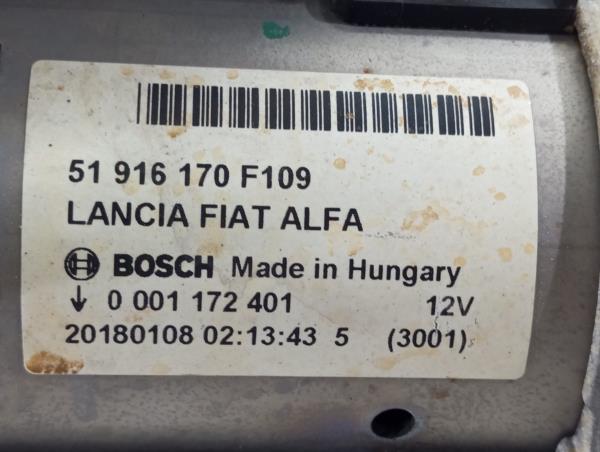 51 916 170 F109
LANCIA FIAT ALFA
BOSCH Made in Hungary
↓ 0 001 172 401 12V
20180108 02:13:43 5 (3001)